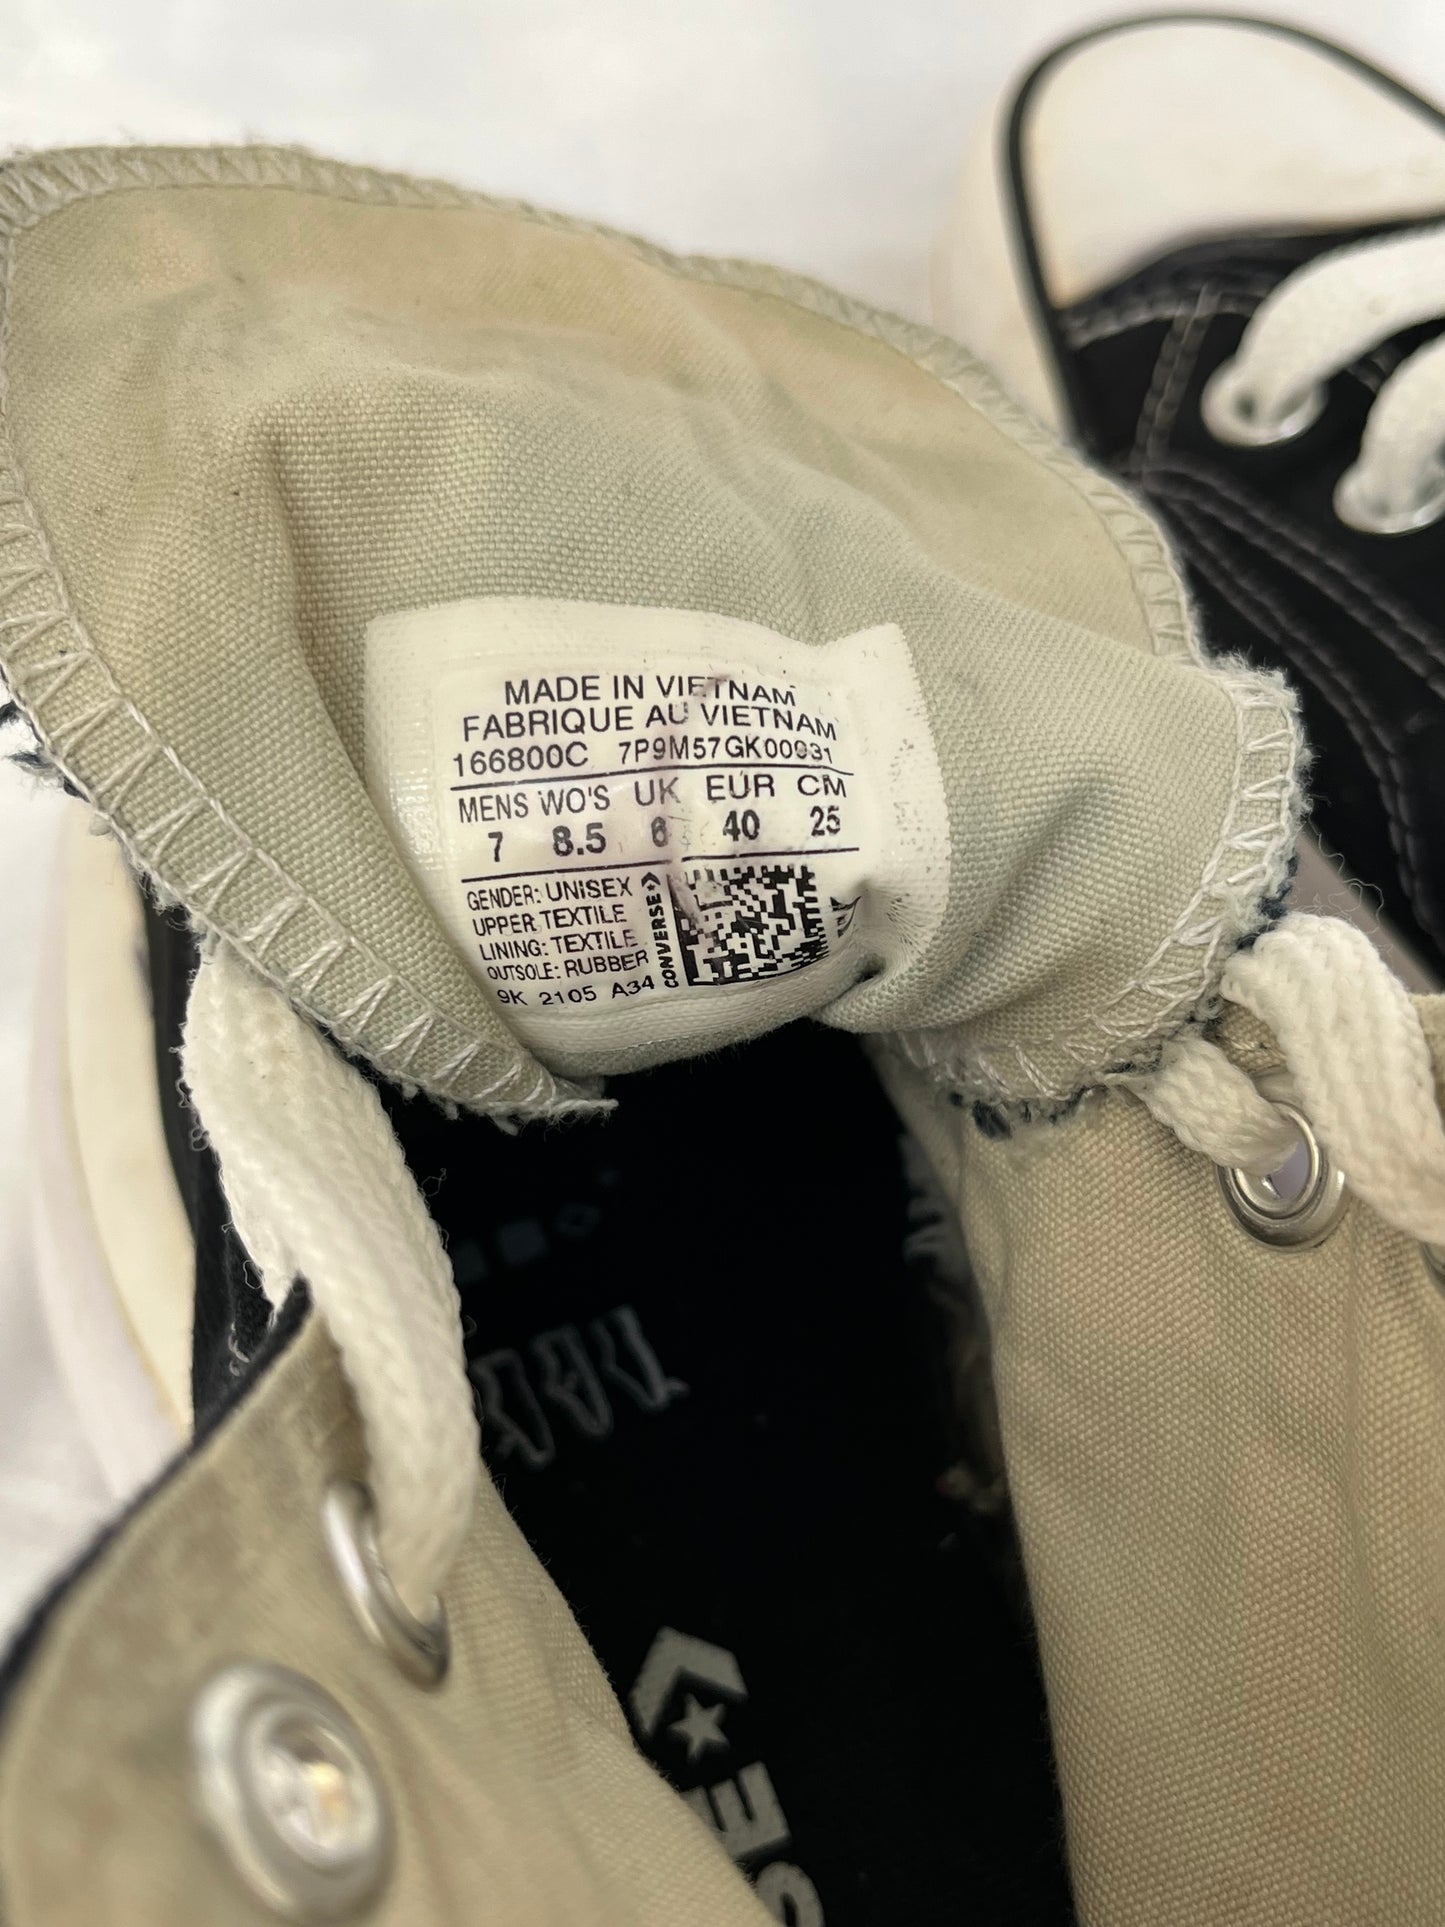 MADE IN VIETNAM
FABRIQUE AU VIETNAM
166800C 7P9M57GK00931
MENS WO'S UK EUR CM
7 8.5 6 40 25
GENDER: UNISEX
UPPER TEXTILE
LINING: TEXTILE
OUTSOLE: RUBBER
9K 2105 A34
CONVERSE